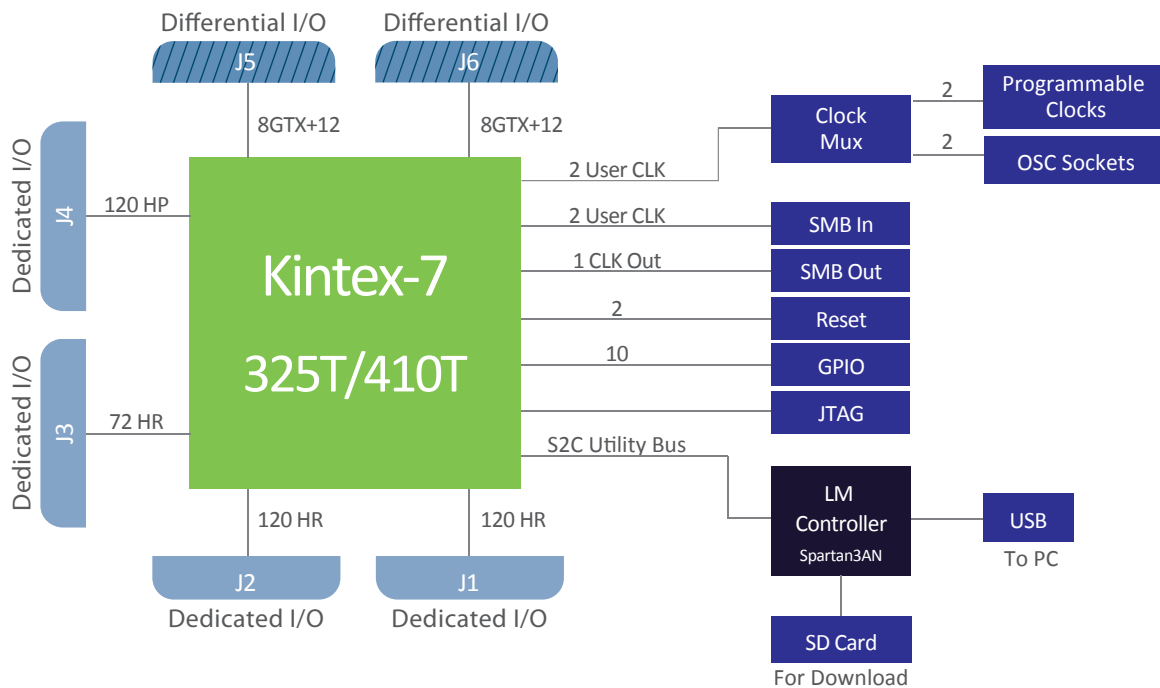 Differential I/O
Differential I/O
J5
J6
8GTX+12
8GTX+12
Dedicated I/O
J4
120 HP
Dedicated I/O
J3
72 HR
Kintex-7
325T/410T
120 HR
120 HR
J2
J1
Dedicated I/O
Dedicated I/O
2 User CLK
Clock
Mux
2
Programmable
Clocks
2
OSC Sockets
2 User CLK
SMB In
1 CLK Out
SMB Out
2
Reset
10
GPIO
JTAG
S2C Utility Bus
LM
Controller
Spartan3AN
USB
To PC
SD Card
For Download